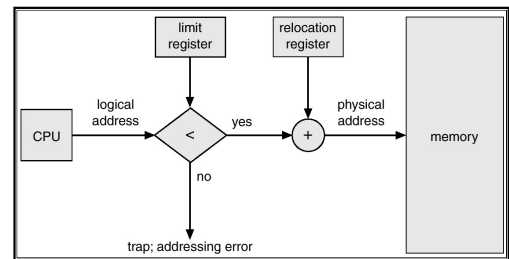 limit
register
relocation
register
logical
address
CPU
<
yes
+
physical
address
memory
no
trap; addressing error